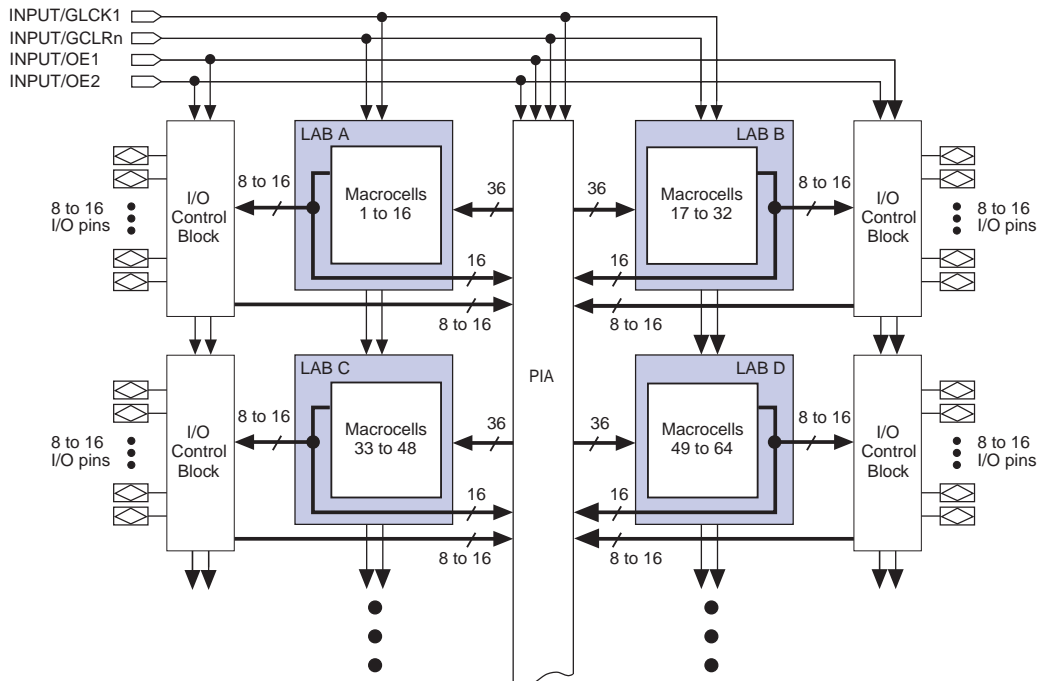 INPUT/GLCK1
INPUT/GCLRn
INPUT/OE1
INPUT/OE2
LAB A
LAB B
8 to 16
I/O pins
I/O
Control
Block
8 to 16
Macrocells
1 to 16
36
36
Macrocells
17 to 32
8 to 16
I/O
Control
Block
8 to 16
I/O pins
16
16
8 to 16
8 to 16
PIA
LAB C
LAB D
8 to 16
I/O pins
I/O
Control
Block
8 to 16
Macrocells
33 to 48
36
36
Macrocells
49 to 64
8 to 16
I/O
Control
Block
8 to 16
I/O pins
16
16
8 to 16
8 to 16